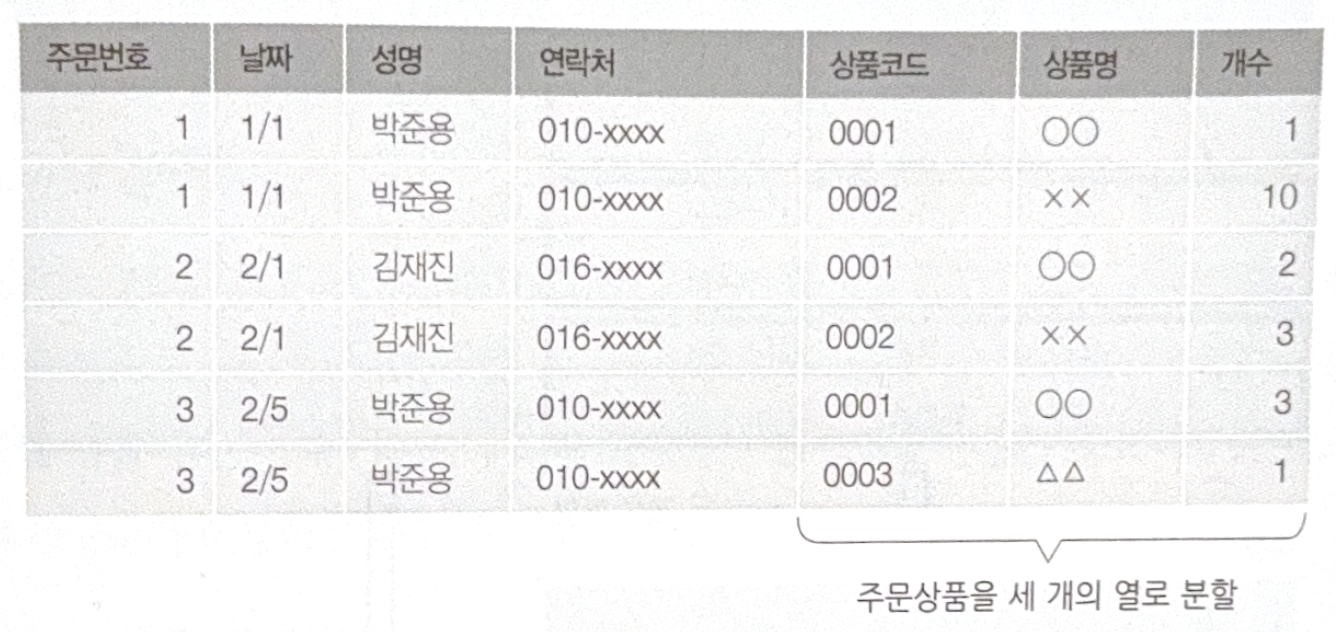 주문번호 날짜 성명 연락처 상품코드 상품명 개수
1 1/1 박준용 010-xxxx 0001 ○○ 1
1 1/1 박준용 010-xxxx 0002 ×× 10
2 2/1 김재진 016-xxxx 0001 ○○ 2
2 2/1 김재진 016-xxxx 0002 ×× 3
3 2/5 박준용 010-xxxx 0001 ○○ 3
3 2/5 박준용 010-xxxx 0003 △△ 1
주문상품을 세 개의 열로 분할